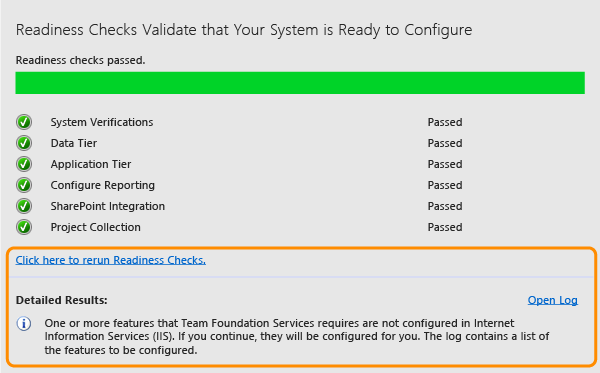 Readiness Checks Validate that Your System is Ready to Configure
Readiness checks passed.
System Verifications Passed
Data Tier Passed
Application Tier Passed
Configure Reporting Passed
SharePoint Integration Passed
Project Collection Passed
Click here to rerun Readiness Checks.
Detailed Results: Open Log
One or more features that Team Foundation Services requires are not configured in Internet
Information Services (IIS). If you continue, they will be configured for you. The log contains a list of
the features to be configured.